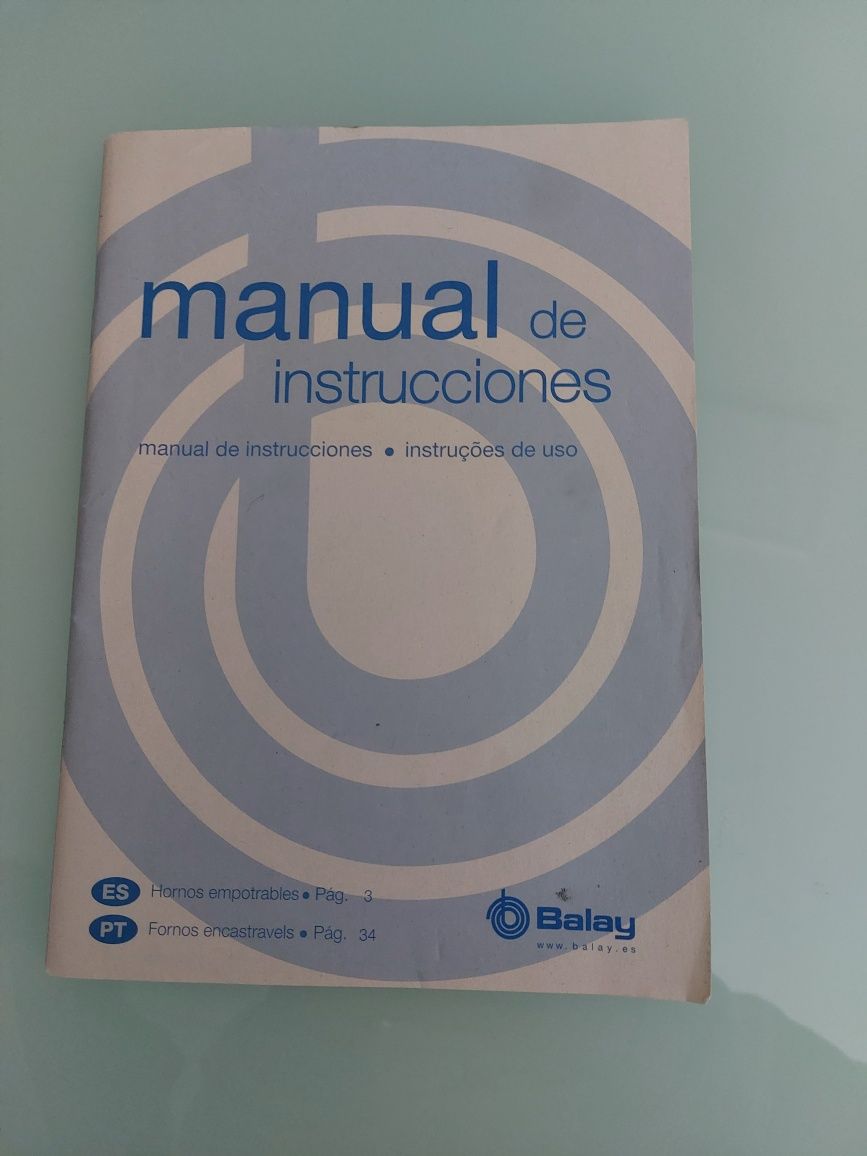 manual de
instrucciones
manual de instrucciones • instruções de uso
ES Hornos empotrables • Pág. 3
PT Fornos encastravels • Pág. 34
Balay
www.balay.es